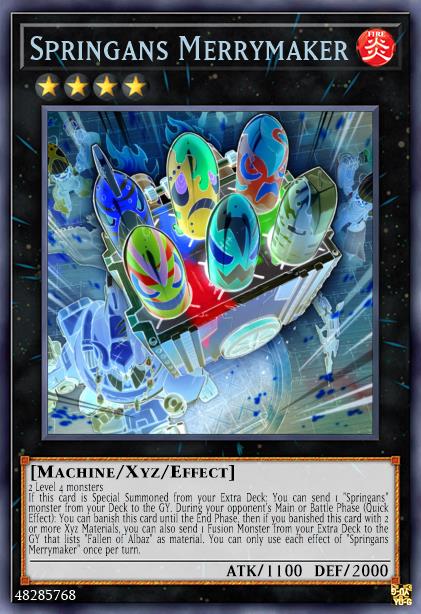 SPRINGANS MERRYMAKER
FIRE
炎
[MACHINE/XYZ/EFFECT]
2 Level 4 monsters
If this card is Special Summoned from your Extra Deck: You can send 1 "Springans"
monster from your Deck to the GY. During your opponent's Main or Battle Phase (Quick
Effect): You can banish this card until the End Phase, then if you banished this card with 2
or more Xyz Materials, you can also send 1 Fusion Monster from your Extra Deck to the
GY that lists "Fallen of Albaz" as material. You can only use each effect of "Springans
Merrymaker" once per turn.
ATK/1100 DEF/2000
48285768